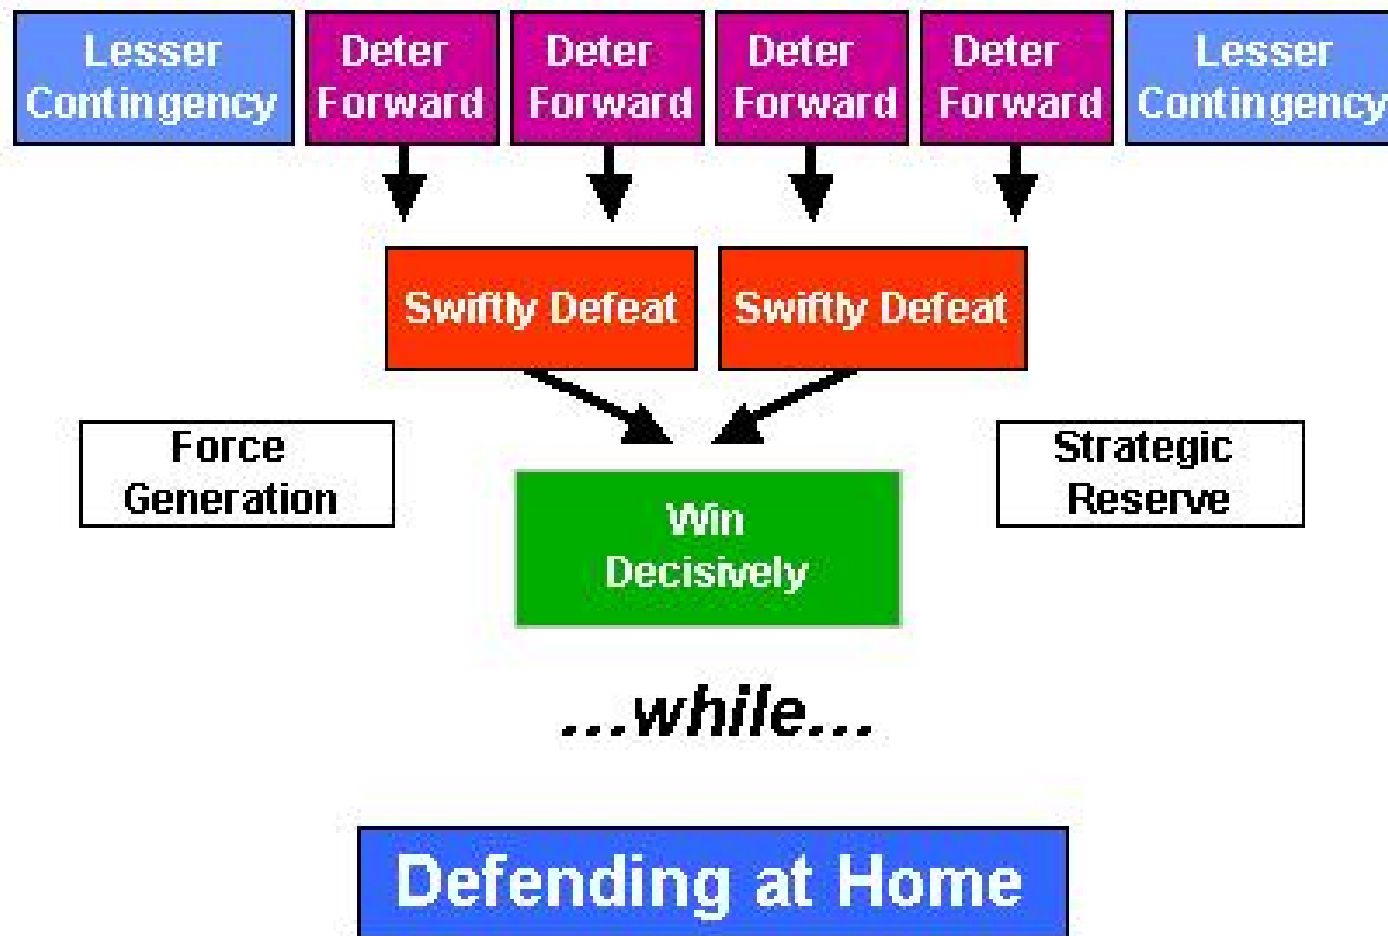 Lesser
Contingency
Deter
Forward
Deter
Forward
Deter
Forward
Deter
Forward
Lesser
Contingency
Swiftly Defeat
Swiftly Defeat
Force
Generation
Strategic
Reserve
Win
Decisively
...while...
Defending at Home